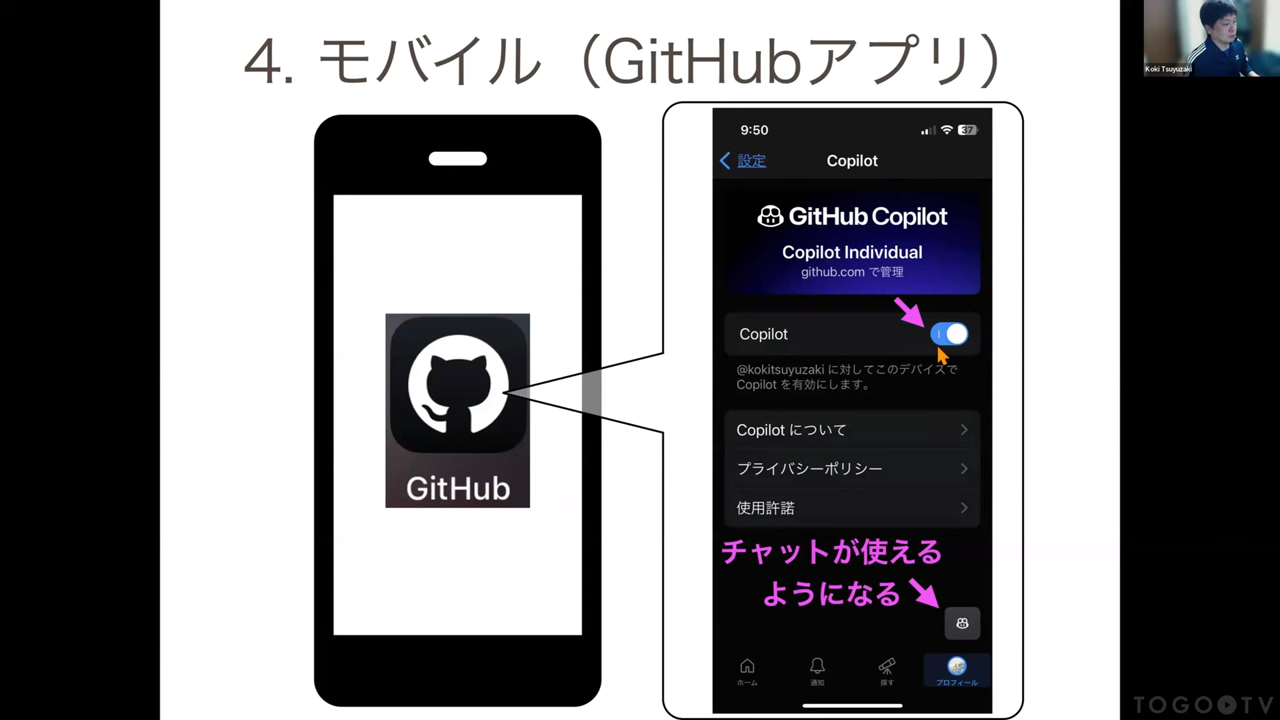 4. モバイル（GitHubアプリ）
Koki Tsuyuzaki
GitHub
9:50
37
設定
Copilot
GitHub Copilot
Copilot Individual
github.com で管理
Copilot
@kokitsuyuzaki に対してこのデバイスで
Copilot を有効にします。
Copilot について
プライバシーポリシー
使用許諾
チャットが使える
ようになる
ホーム
通知
探す
プロフィール
TOGOTV